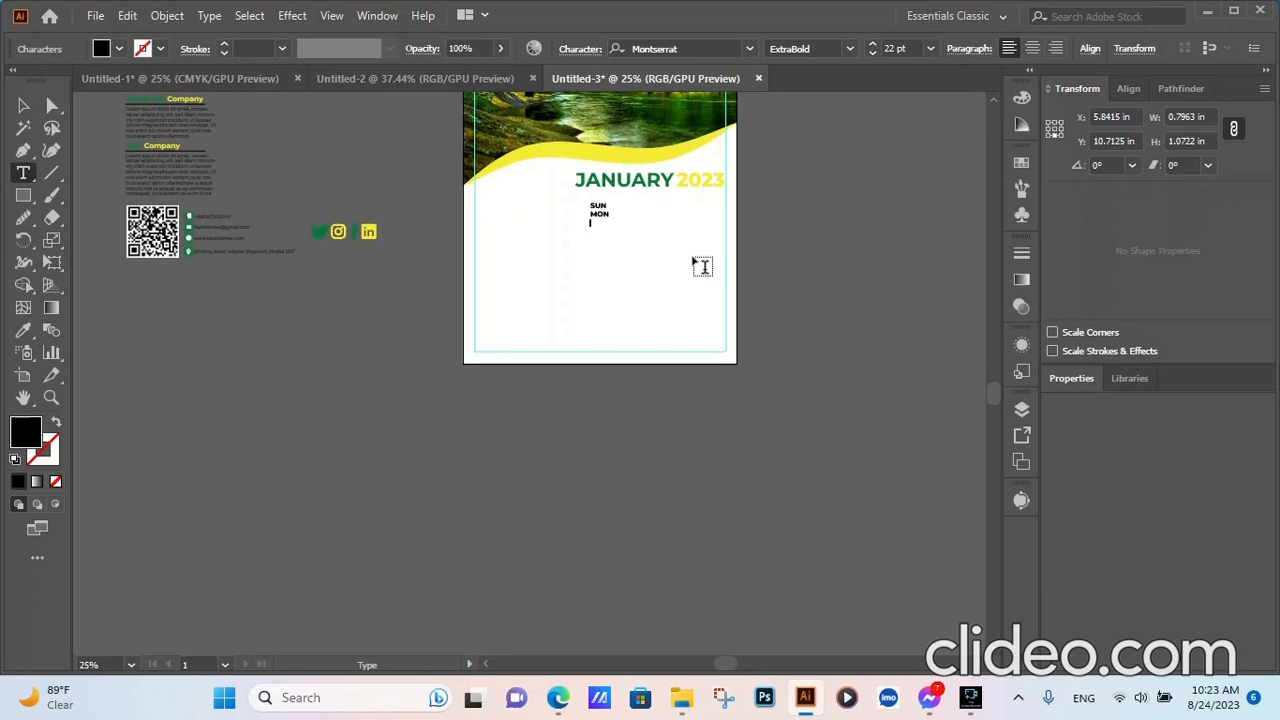 File Edit Object Type Select Effect View Window Help
Essentials Classic
Search Adobe Stock
Characters
Stroke:
Opacity: 100%
Character: Montserrat
ExtraBold
22 pt
Paragraph:
Align
Transform
Untitled-1* @ 25% (CMYK/GPU Preview)
Untitled-2 @ 37.44% (RGB/GPU Preview)
Untitled-3* @ 25% (RGB/GPU Preview)
Transform Align Pathfinder
X: 5.8415 in W: 0.7963 in
Y: 10.7125 in H: 1.0722 in
0° 0°
No Shape Properties
Scale Corners
Scale Strokes & Effects
Properties Libraries
Company
Company
JANUARY 2023
SUN
MON
25%
1
Type
clideo.com
89°F
Clear
Search
7
ENG
10:23 AM
8/24/2023
6